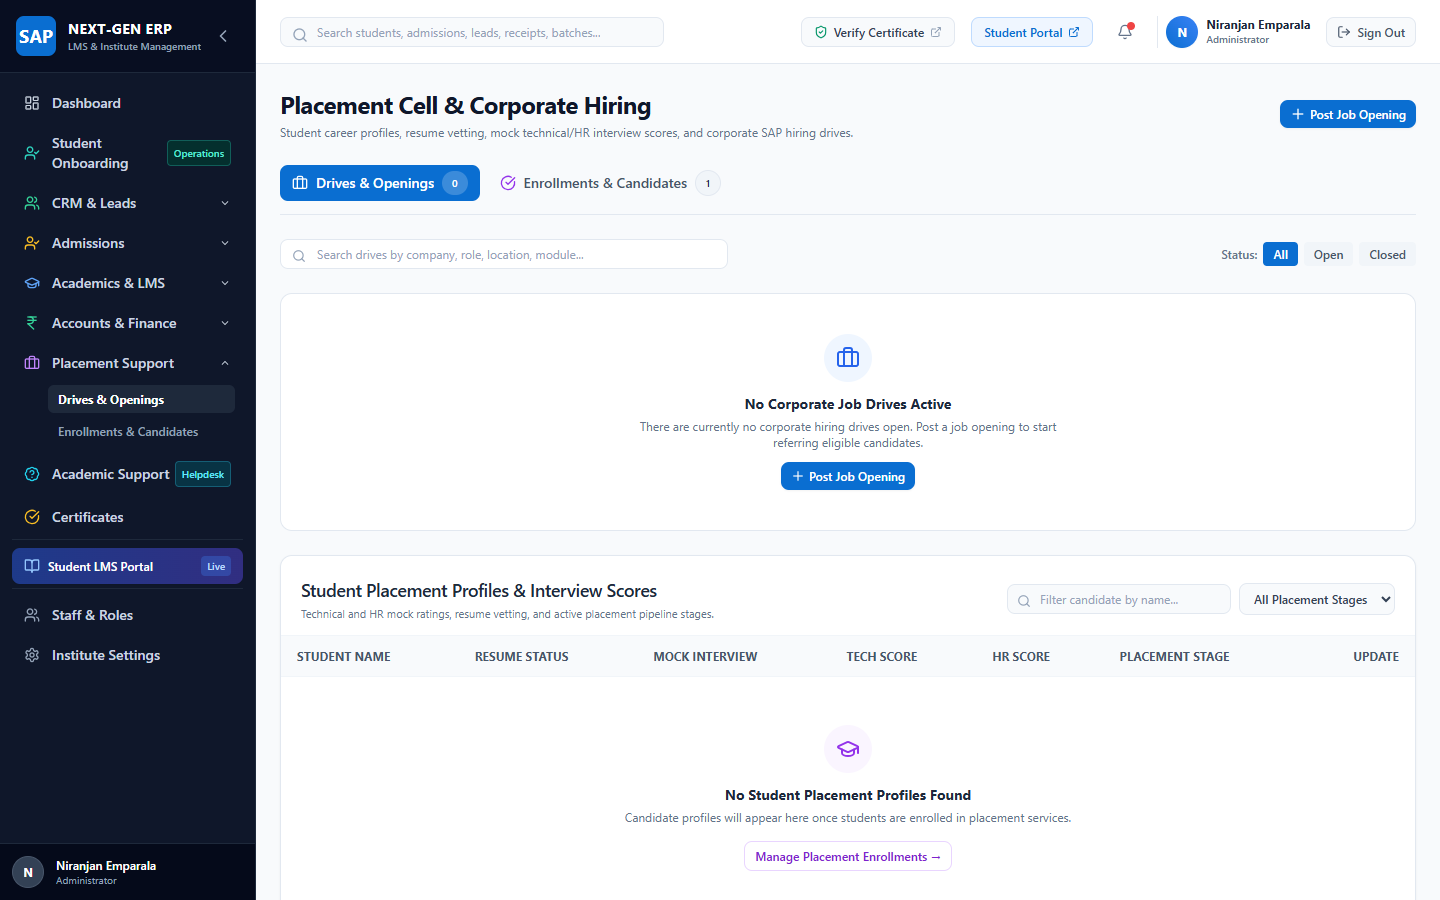 SAP
NEXT-GEN ERP
LMS & Institute Management
Dashboard
Student Onboarding
Operations
CRM & Leads
Admissions
Academics & LMS
Accounts & Finance
Placement Support
Drives & Openings
Enrollments & Candidates
Academic Support
Helpdesk
Certificates
Student LMS Portal
Live
Staff & Roles
Institute Settings
N
Niranjan Emparala
Administrator
Search students, admissions, leads, receipts, batches...
Verify Certificate
Student Portal
N
Niranjan Emparala
Administrator
Sign Out
Placement Cell & Corporate Hiring
Student career profiles, resume vetting, mock technical/HR interview scores, and corporate SAP hiring drives.
Post Job Opening
Drives & Openings 0
Enrollments & Candidates 1
Search drives by company, role, location, module...
Status: All Open Closed
No Corporate Job Drives Active
There are currently no corporate hiring drives open. Post a job opening to start
referring eligible candidates.
Post Job Opening
Student Placement Profiles & Interview Scores
Technical and HR mock ratings, resume vetting, and active placement pipeline stages.
Filter candidate by name...
All Placement Stages
STUDENT NAME RESUME STATUS MOCK INTERVIEW TECH SCORE HR SCORE PLACEMENT STAGE UPDATE
No Student Placement Profiles Found
Candidate profiles will appear here once students are enrolled in placement services.
Manage Placement Enrollments →